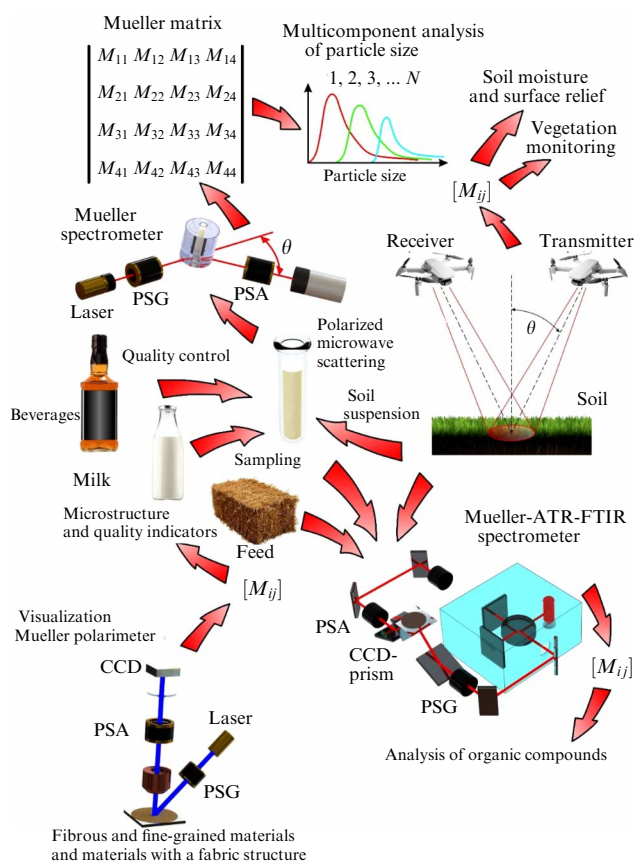 Mueller matrix
M11 M12 M13 M14
M21 M22 M23 M24
M31 M32 M33 M34
M41 M42 M43 M44
Multicomponent analysis
of particle size
1, 2, 3, ... N
Particle size
Soil moisture
and surface relief
Vegetation
monitoring
[Mij]
Mueller
spectrometer
θ
Laser
PSG
PSA
Receiver
Transmitter
θ
Soil
Polarized
microwave
scattering
Quality control
Beverages
Milk
Sampling
Soil
suspension
Microstructure
and quality indicators
Feed
[Mij]
Mueller-ATR-FTIR
spectrometer
PSA
CCD-
prism
PSG
[Mij]
Analysis of organic compounds
Visualization
Mueller polarimeter
CCD
PSA
Laser
PSG
Fibrous and fine-grained materials
and materials with a fabric structure